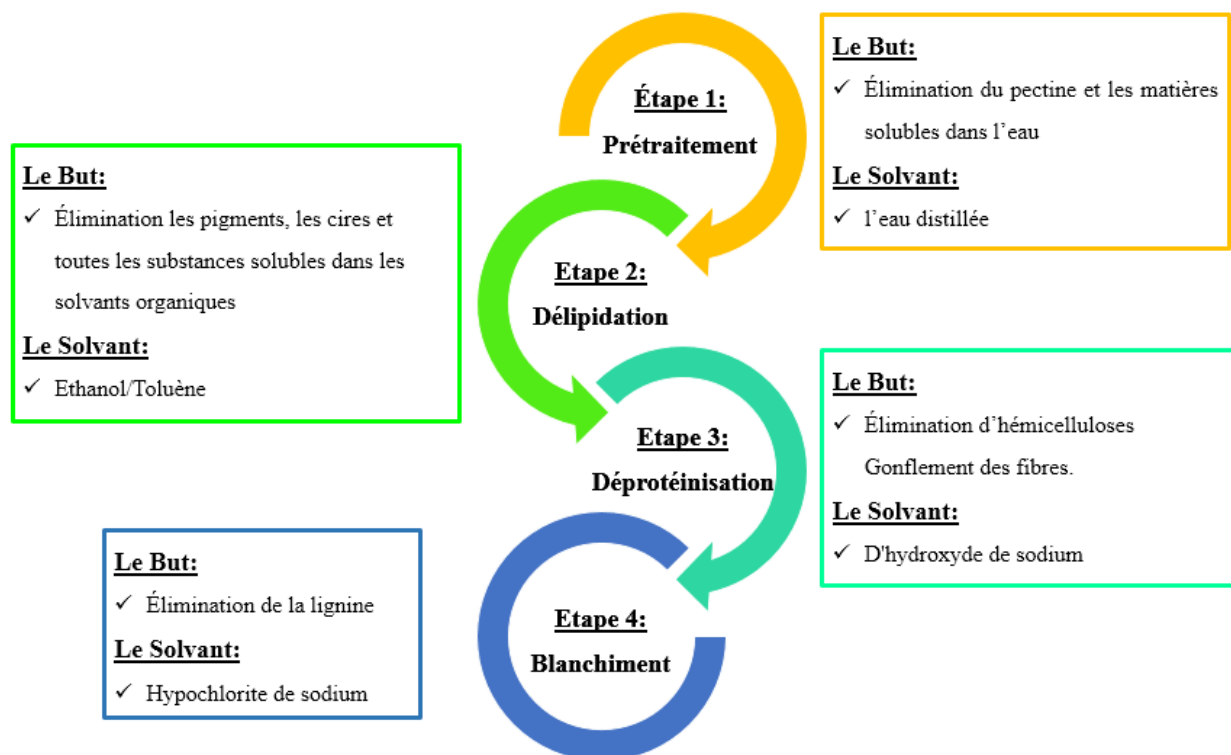 Étape 1:
Prétraitement
Le But:
✓ Élimination du pectine et les matières
solubles dans l’eau
Le Solvant:
✓ l’eau distillée
Etape 2:
Délipidation
Le But:
✓ Élimination les pigments, les cires et
toutes les substances solubles dans les
solvants organiques
Le Solvant:
✓ Ethanol/Toluène
Etape 3:
Déprotéinisation
Le But:
✓ Élimination d’hémicelluloses
Gonflement des fibres.
Le Solvant:
✓ D'hydroxyde de sodium
Etape 4:
Blanchiment
Le But:
✓ Élimination de la lignine
Le Solvant:
✓ Hypochlorite de sodium